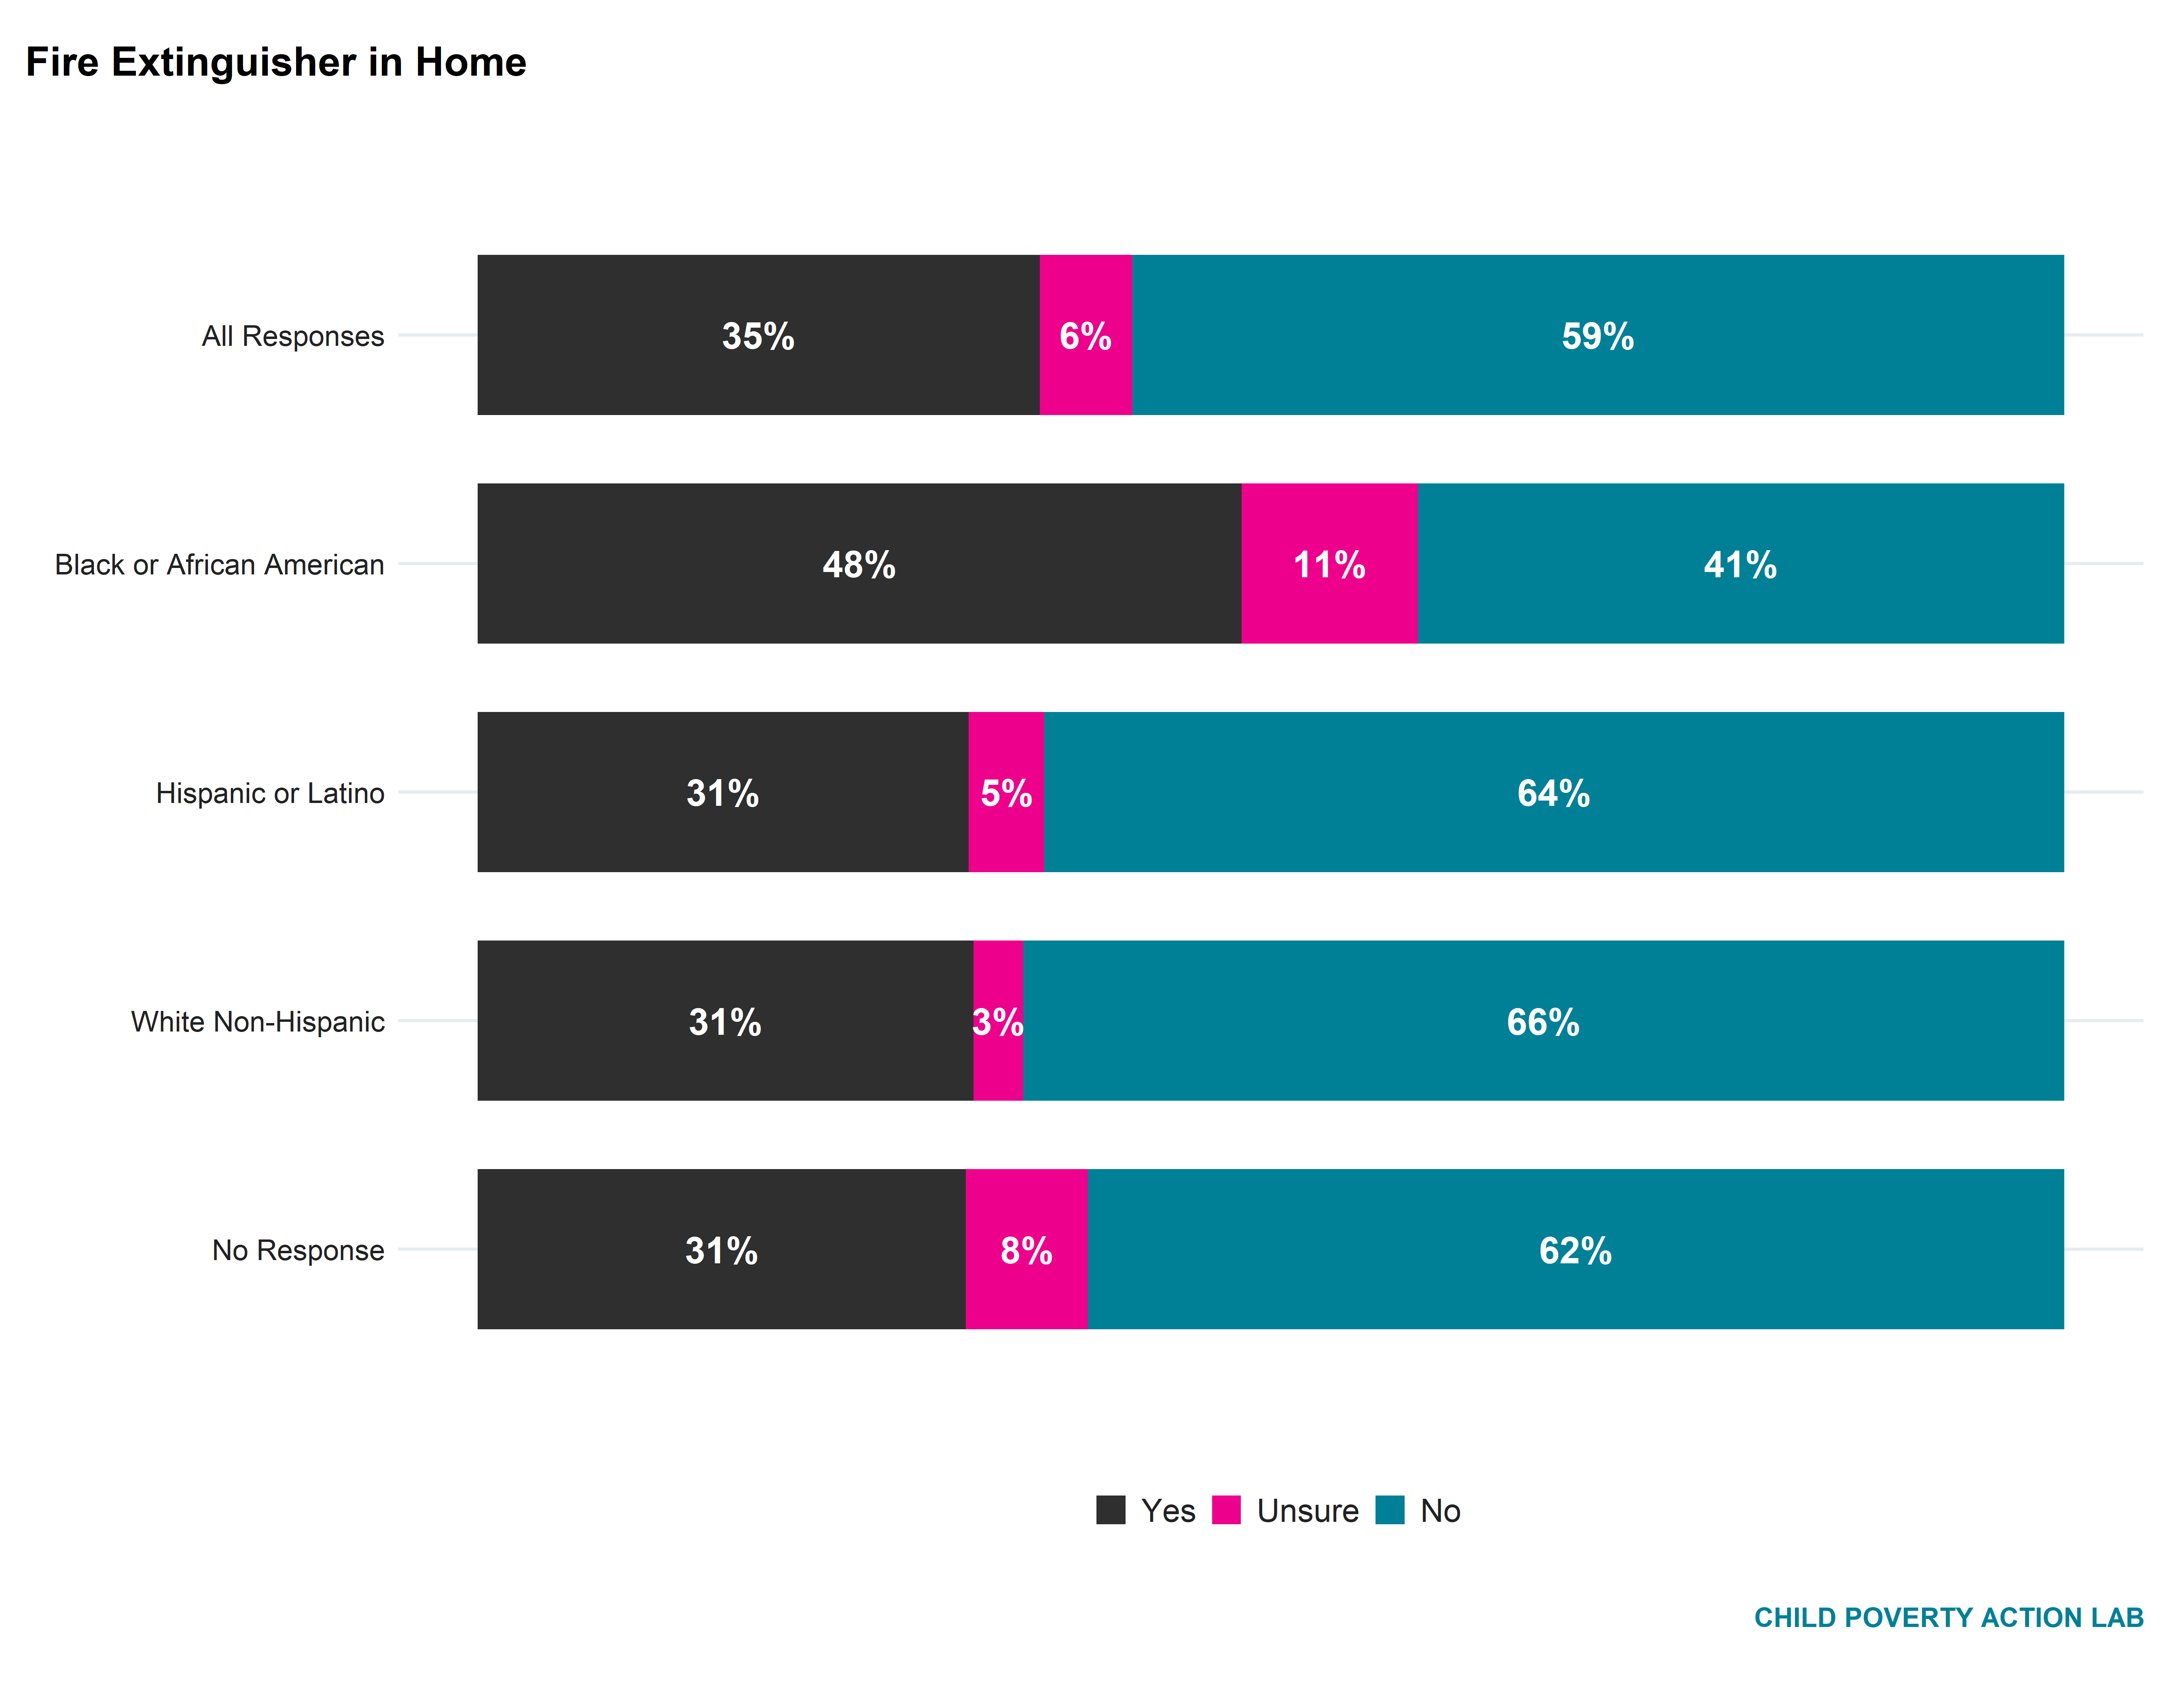 Fire Extinguisher in Home
All Responses 35% 6% 59%
Black or African American 48% 11% 41%
Hispanic or Latino 31% 5% 64%
White Non-Hispanic 31% 3% 66%
No Response 31% 8% 62%
Yes Unsure No
CHILD POVERTY ACTION LAB